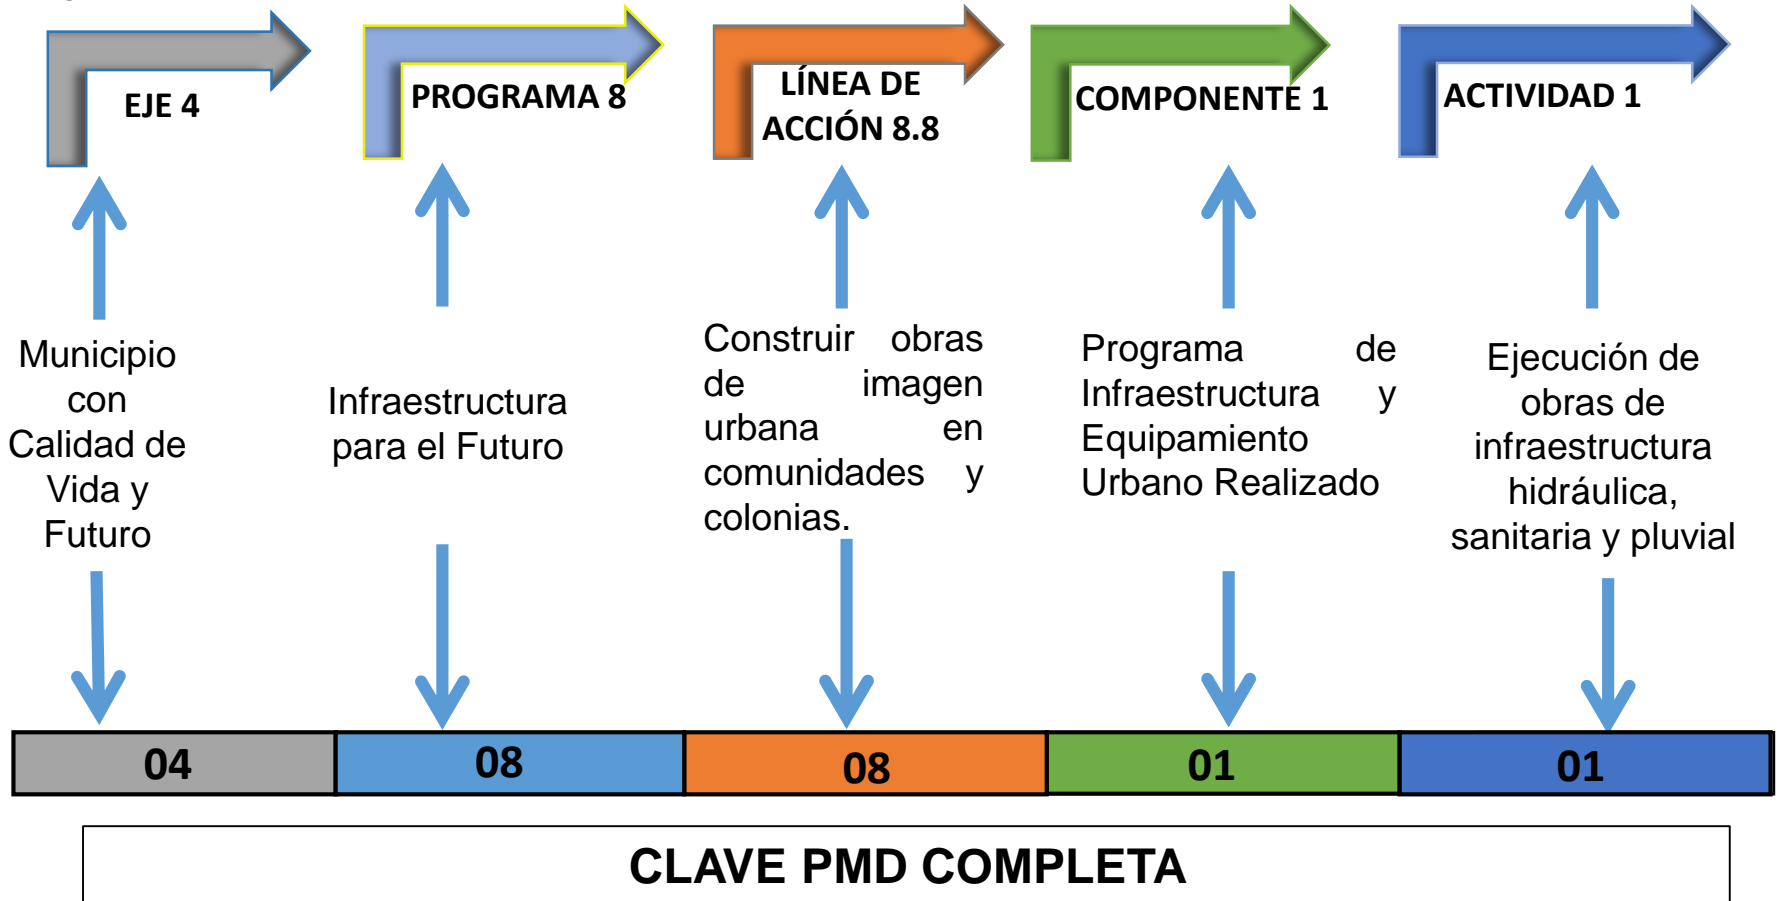 EJE 4
PROGRAMA 8
LÍNEA DE
ACCIÓN 8.8
COMPONENTE 1
ACTIVIDAD 1
Municipio
con
Calidad de
Vida y
Futuro
Infraestructura
para el Futuro
Construir obras
de imagen
urbana en
comunidades y
colonias.
Programa de
Infraestructura y
Equipamiento
Urbano Realizado
Ejecución de
obras de
infraestructura
hidráulica,
sanitaria y pluvial
04
08
08
01
01
CLAVE PMD COMPLETA